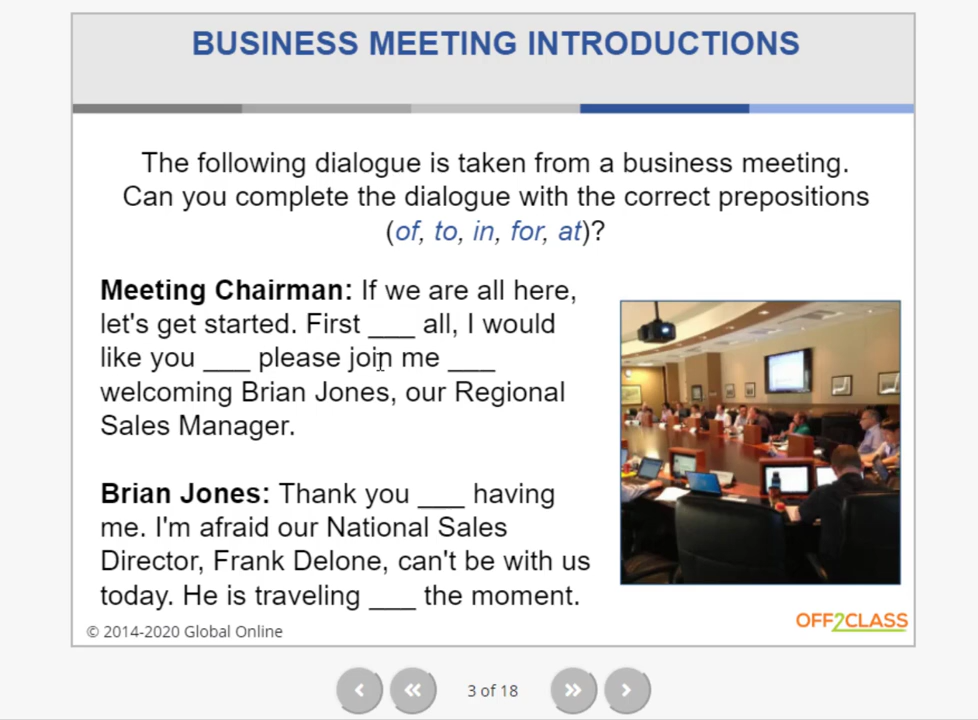 BUSINESS MEETING INTRODUCTIONS
The following dialogue is taken from a business meeting.
Can you complete the dialogue with the correct prepositions
(of, to, in, for, at)?
Meeting Chairman: If we are all here,
let's get started. First ___ all, I would
like you ___ please join me ___
welcoming Brian Jones, our Regional
Sales Manager.
Brian Jones: Thank you ___ having
me. I'm afraid our National Sales
Director, Frank Delone, can't be with us
today. He is traveling ___ the moment.
© 2014-2020 Global Online
OFF2CLASS
3 of 18